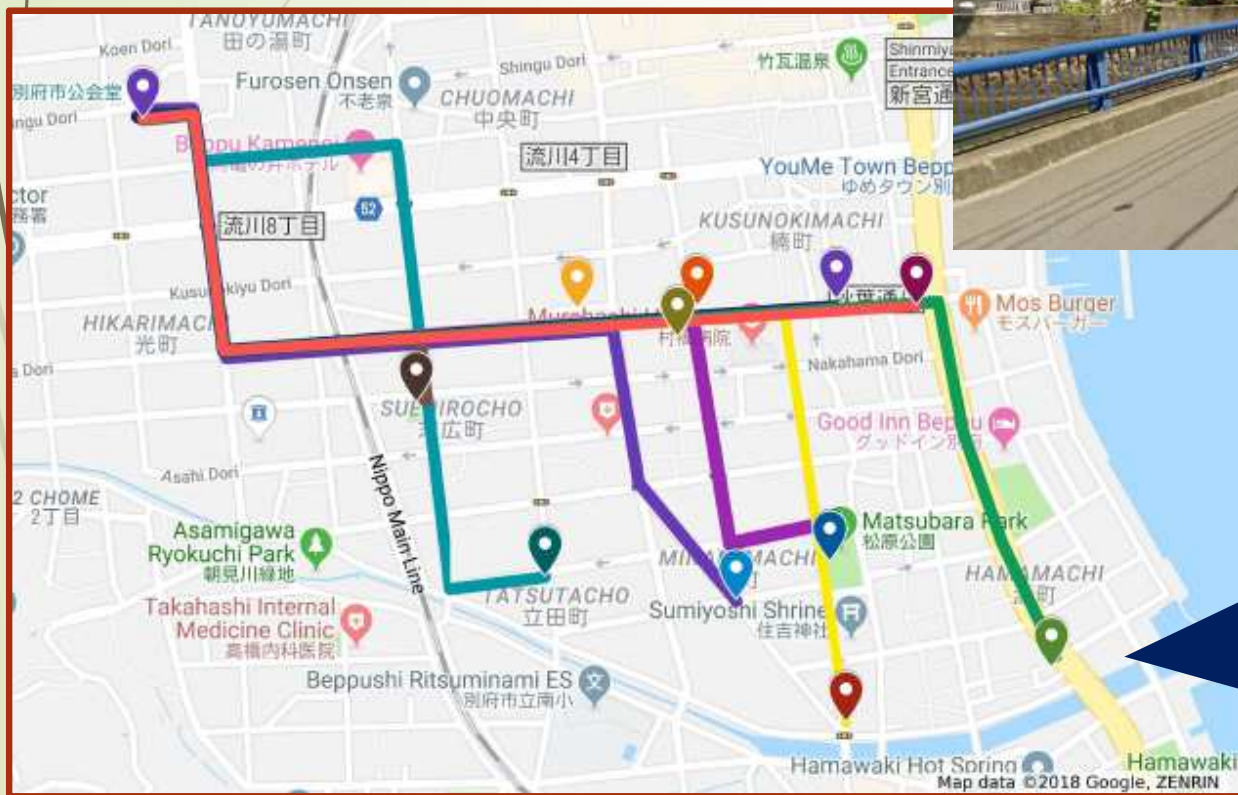 TANOYUMACHI
田の湯町
Koen Dori
Shingu Dori
竹瓦温泉
Shinmiya
Entrance
新宮通
別府市公会堂
ngu Dori
Furosen Onsen
不老泉
CHUOMACHI
中央町
Beppu Kamenoi
流川4丁目
YouMe Town Bepp
ゆめタウン別
ctor
務署
流川8丁目
52
KUSUNOKIMACHI
楠町
Kusunokiyu Dori
HIKARIMACHI
光町
Mos Burger
モスバーガー
Dori
Nakahama Dori
SUEHIROCHO
末広町
Good Inn Beppu
グッドイン別府
Asahi Dori
Nippo Main Line
2 CHOME
2丁目
Asamigawa
Ryokuchi Park
朝見川緑地
Matsubara Park
松原公園
HAMAMACHI
TATSUTACHO
立田町
Sumiyoshi Shrine
住吉神社
Takahashi Internal
Medicine Clinic
高橋内科医院
Beppushi Ritsuminami ES
別府市立南小
Hamawaki Hot Spring
Hamawaki
Map data ©2018 Google, ZENRIN